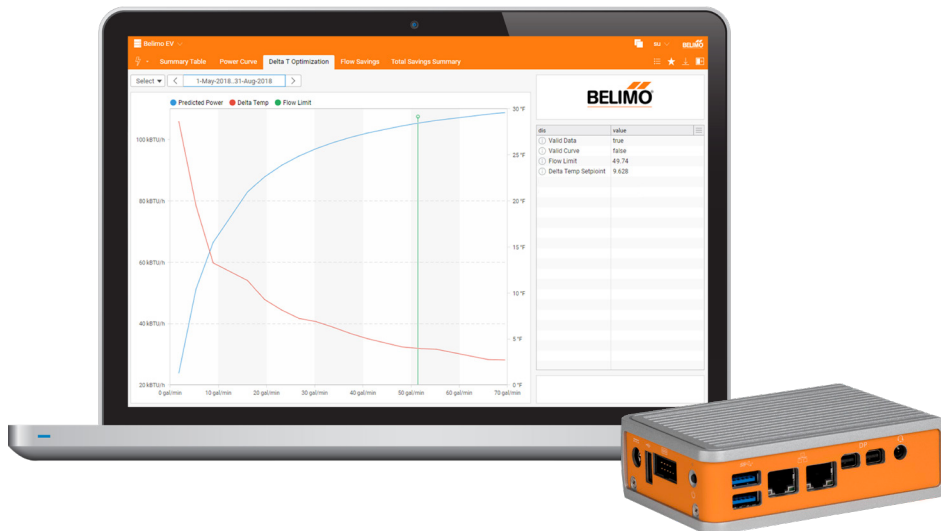 Belimo EV
su
BELIMO
Summary Table
Power Curve
Delta T Optimization
Flow Savings
Total Savings Summary
Select
1-May-2018..31-Aug-2018
Predicted Power
Delta Temp
Flow Limit
100 kBTU/h
80 kBTU/h
60 kBTU/h
40 kBTU/h
20 kBTU/h
30 °F
25 °F
20 °F
15 °F
10 °F
5 °F
0 °F
0 gal/min
10 gal/min
20 gal/min
30 gal/min
40 gal/min
50 gal/min
60 gal/min
70 gal/min
BELIMO
dis value
Valid Data true
Valid Curve false
Flow Limit 49.74
Delta Temp Setpoint 9.628
DP